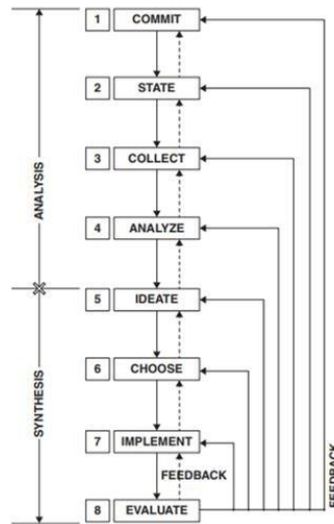 1 COMMIT
2 STATE
3 COLLECT
ANALYSIS
4 ANALYZE
5 IDEATE
6 CHOOSE
SYNTHESIS
7 IMPLEMENT
FEEDBACK
FEEDBACK
8 EVALUATE